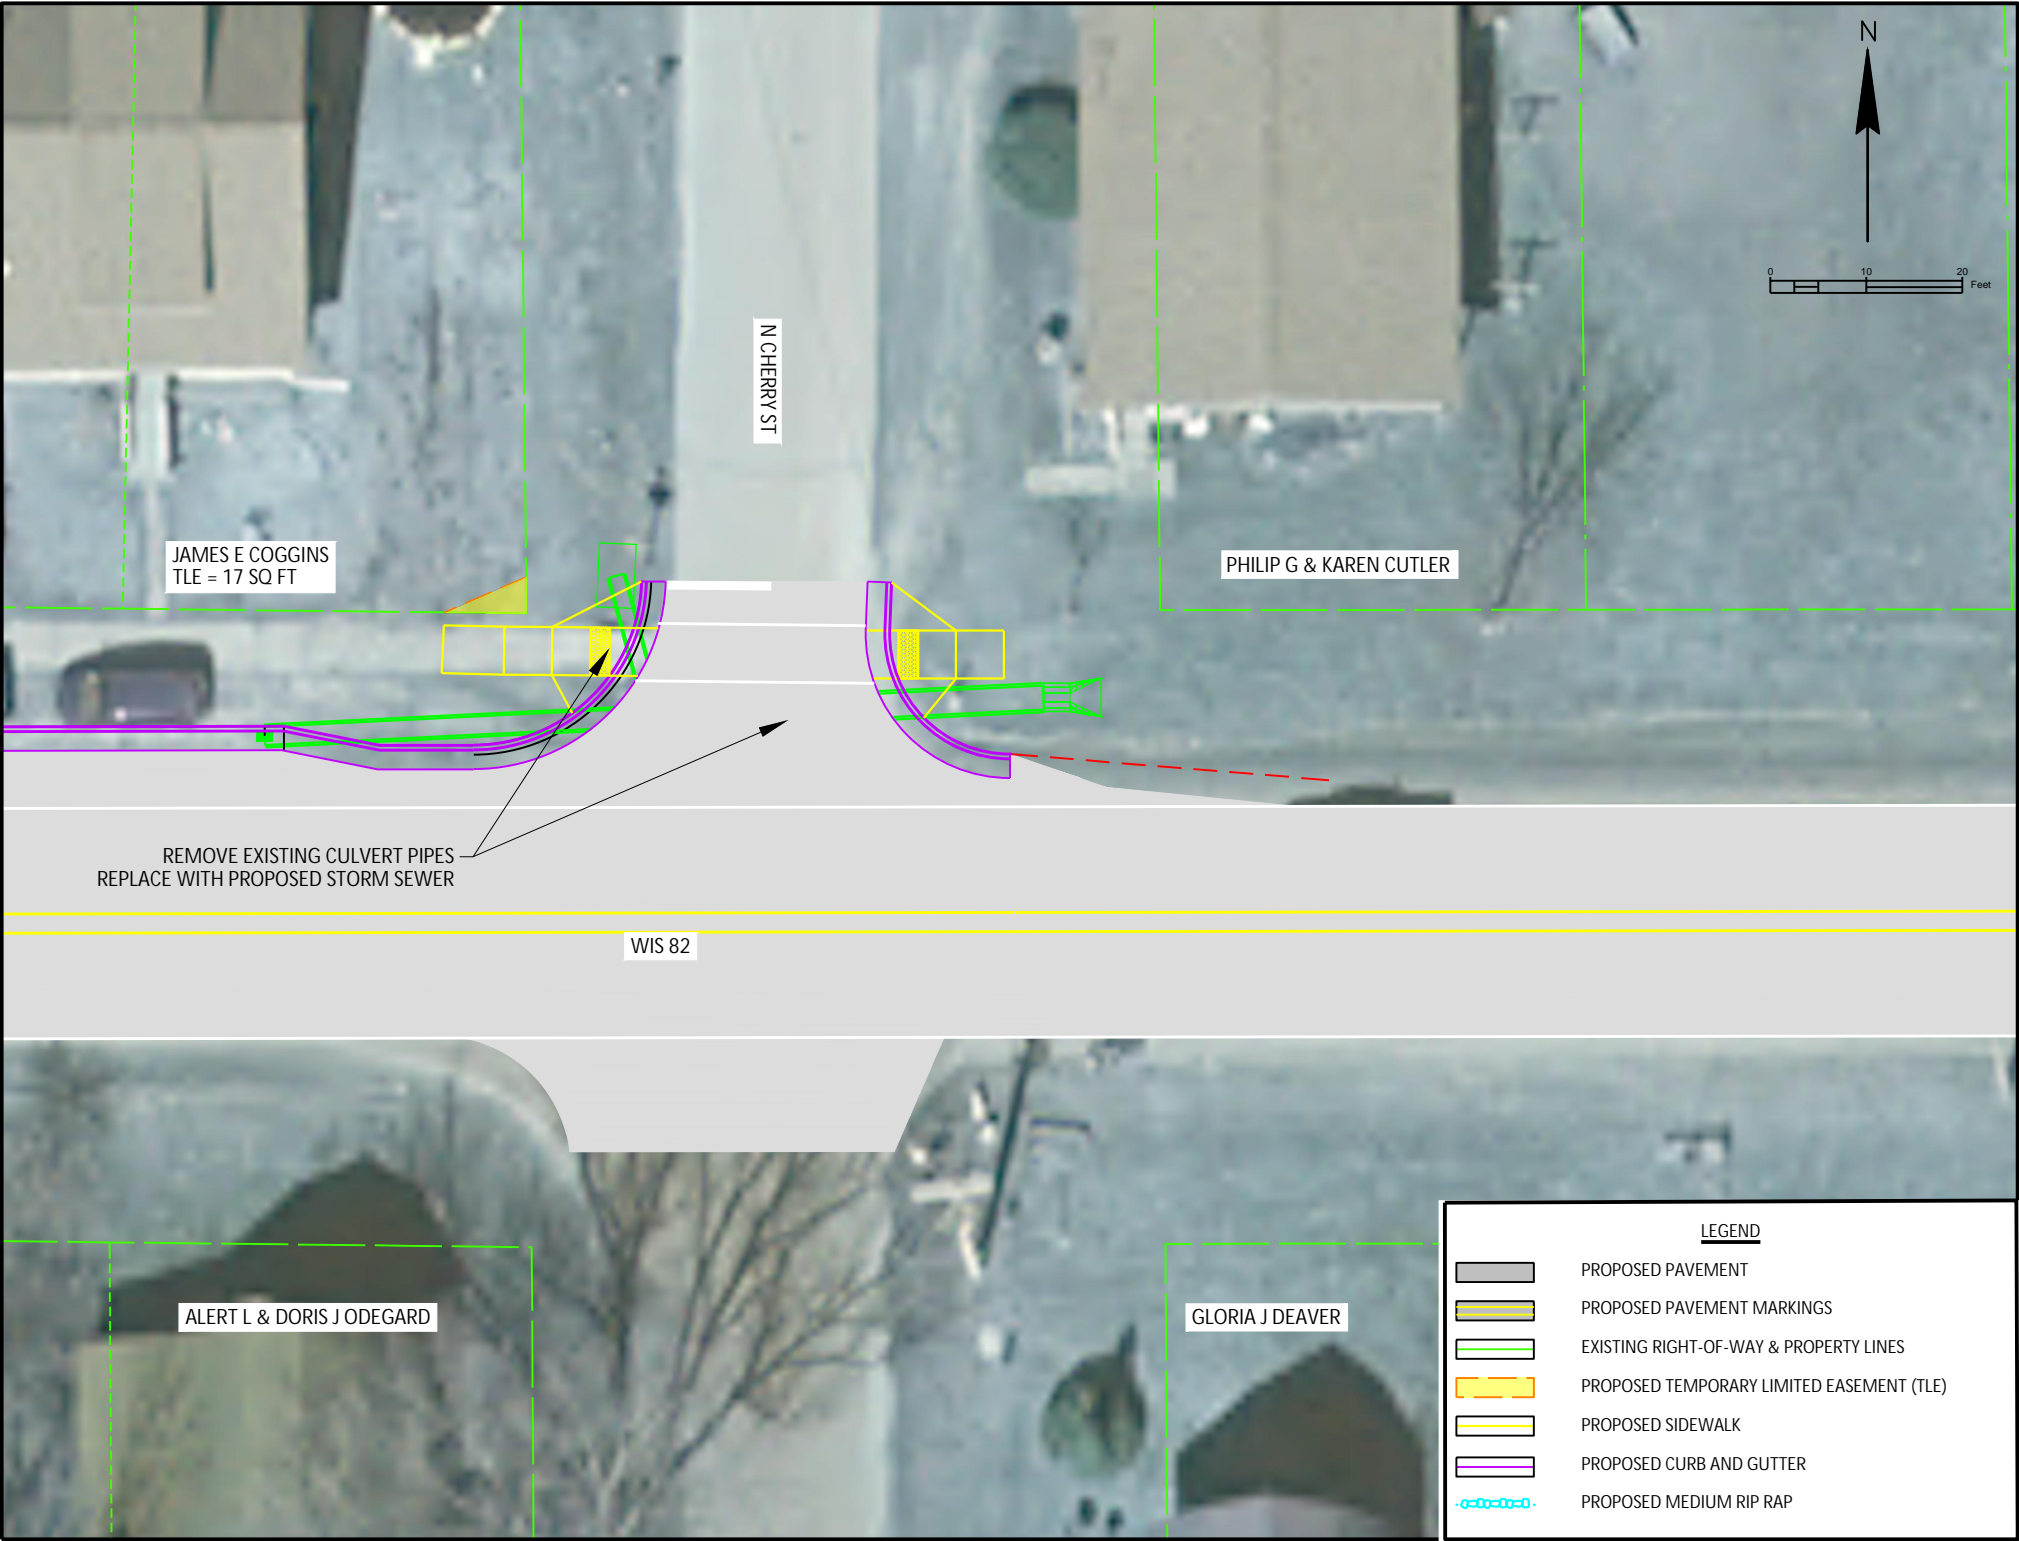 N
0 10 20
Feet
N CHERRY ST
JAMES E COGGINS
TLE = 17 SQ FT
PHILIP G & KAREN CUTLER
REMOVE EXISTING CULVERT PIPES
REPLACE WITH PROPOSED STORM SEWER
WIS 82
ALERT L & DORIS J ODEGARD
GLORIA J DEAVER
LEGEND
PROPOSED PAVEMENT
PROPOSED PAVEMENT MARKINGS
EXISTING RIGHT-OF-WAY & PROPERTY LINES
PROPOSED TEMPORARY LIMITED EASEMENT (TLE)
PROPOSED SIDEWALK
PROPOSED CURB AND GUTTER
PROPOSED MEDIUM RIP RAP